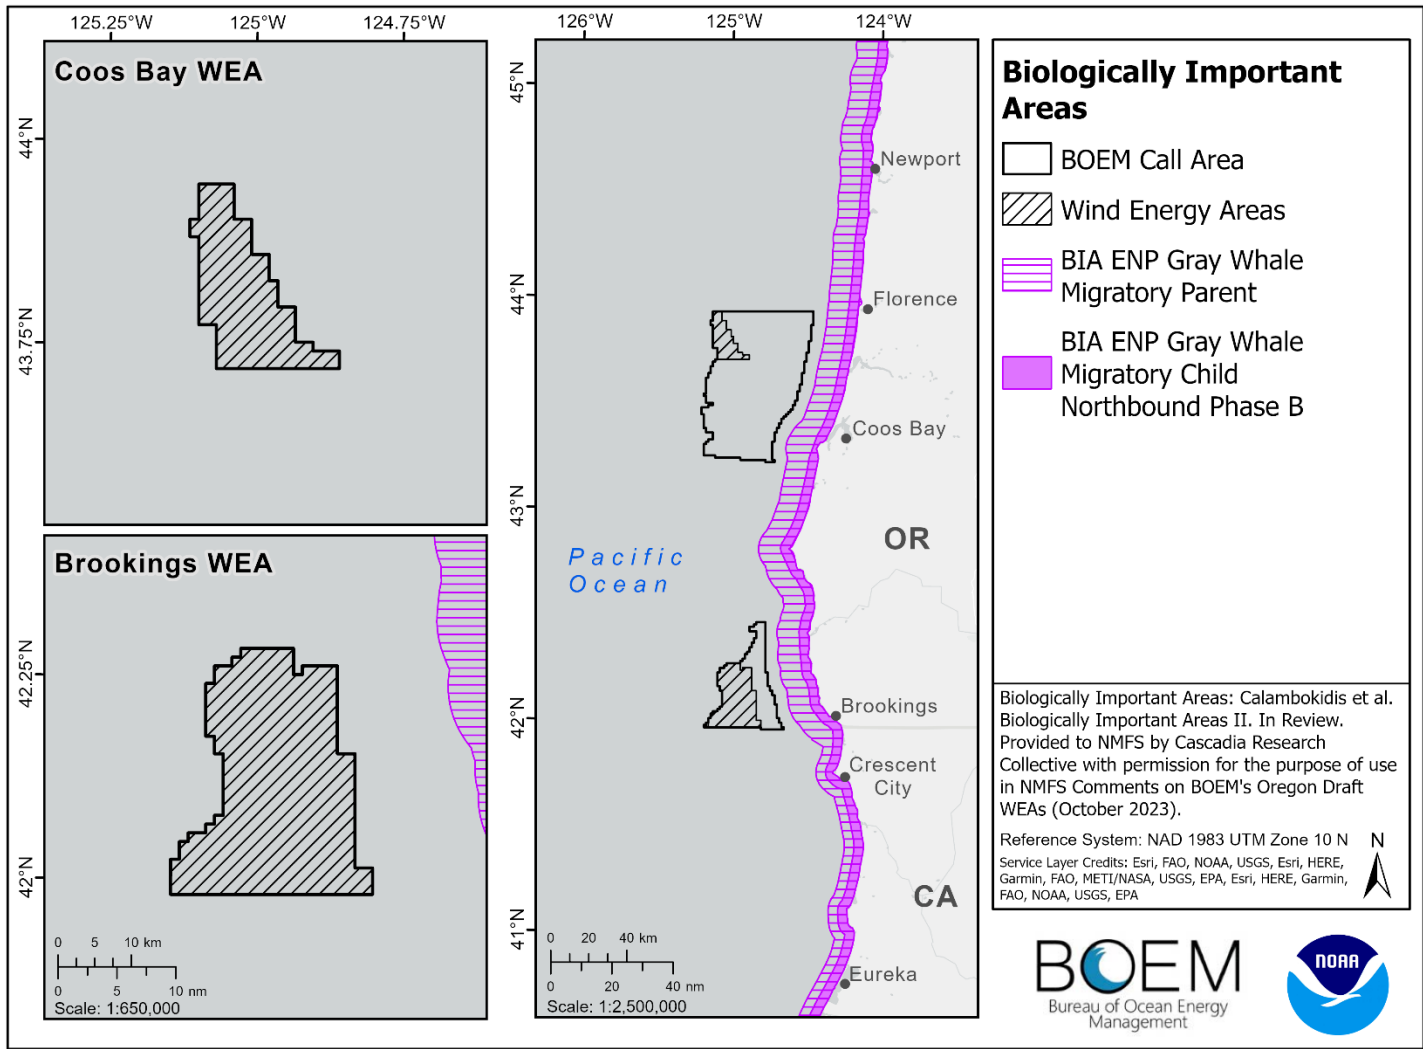 125.25°W 125°W 124.75°W
126°W 125°W 124°W
Coos Bay WEA
44°N
43.75°N
Brookings WEA
42.25°N
42°N
0 5 10 km
0 5 10 nm
Scale: 1:650,000
45°N
44°N
43°N
42°N
41°N
Newport
Florence
Coos Bay
OR
Pacific
Ocean
Brookings
Crescent
City
CA
Eureka
0 20 40 km
0 20 40 nm
Scale: 1:2,500,000
Biologically Important
Areas
BOEM Call Area
Wind Energy Areas
BIA ENP Gray Whale
Migratory Parent
BIA ENP Gray Whale
Migratory Child
Northbound Phase B
Biologically Important Areas: Calambokidis et al.
Biologically Important Areas II. In Review.
Provided to NMFS by Cascadia Research
Collective with permission for the purpose of use
in NMFS Comments on BOEM's Oregon Draft
WEAs (October 2023).
Reference System: NAD 1983 UTM Zone 10 N
N
Service Layer Credits: Esri, FAO, NOAA, USGS, Esri, HERE,
Garmin, FAO, METI/NASA, USGS, EPA, Esri, HERE, Garmin,
FAO, NOAA, USGS, EPA
BOEM
Bureau of Ocean Energy
Management
NOAA